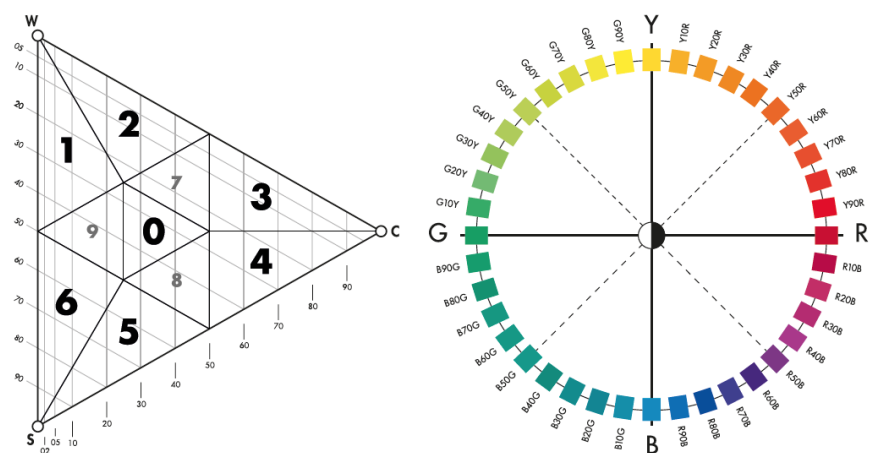 W
05
10
20
30
40
50
60
70
80
90
S
02
05
10
20
30
40
50
60
70
80
90
C
1
2
3
7
9
0
4
8
6
5
Y
Y10R
Y20R
Y30R
Y40R
Y50R
Y60R
Y70R
Y80R
Y90R
R
R10B
R20B
R30B
R40B
R50B
R60B
R70B
R80B
R90B
B
B10G
B20G
B30G
B40G
B50G
B60G
B70G
B80G
B90G
G
G10Y
G20Y
G30Y
G40Y
G50Y
G60Y
G70Y
G80Y
G90Y